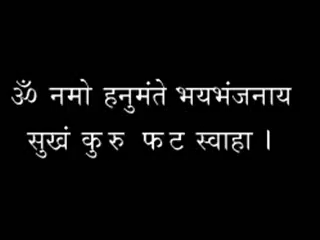 ॐ नमो हनुमंते भयभंजनाय
सुखं कुरु फट स्वाहा ।